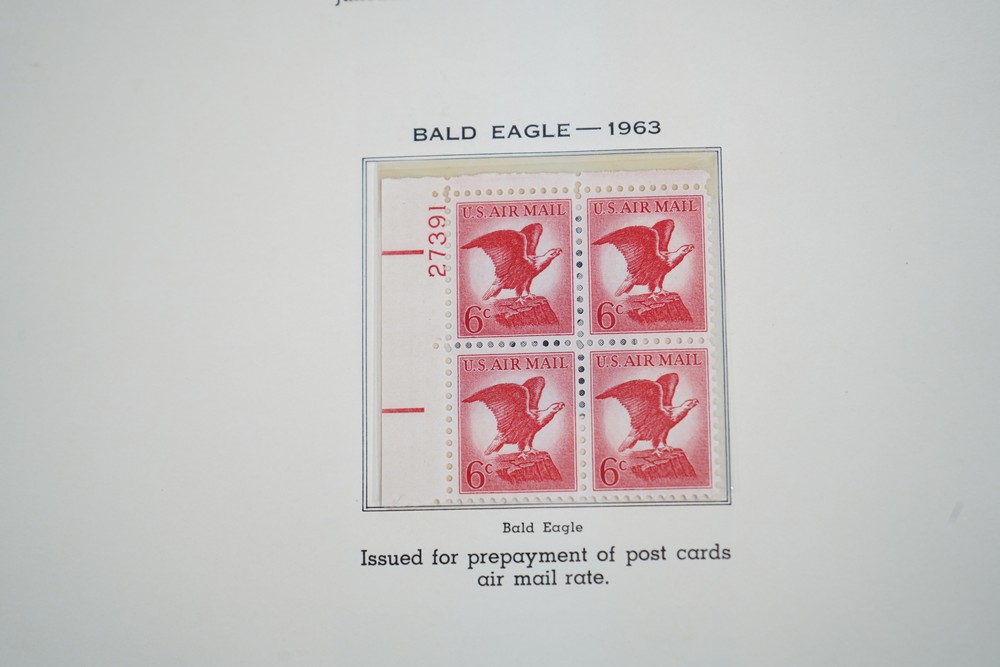 BALD EAGLE — 1963
27391
U.S. AIR MAIL
U.S. AIR MAIL
6c
6c
U.S. AIR MAIL
U.S. AIR MAIL
6c
6c
Bald Eagle
Issued for prepayment of post cards
air mail rate.